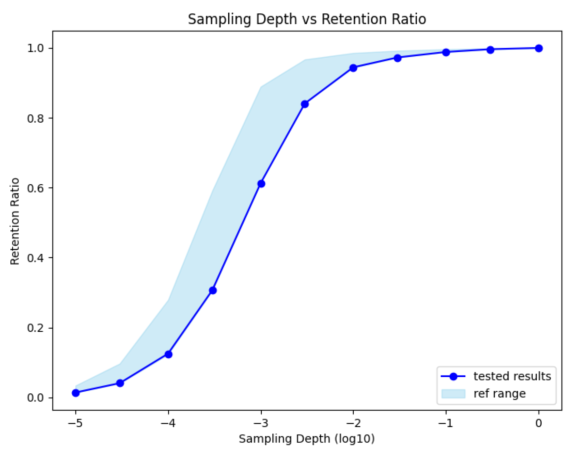 Sampling Depth vs Retention Ratio
1.0
0.8
0.6
0.4
0.2
0.0
Retention Ratio
−5 −4 −3 −2 −1 0
Sampling Depth (log10)
tested results
ref range